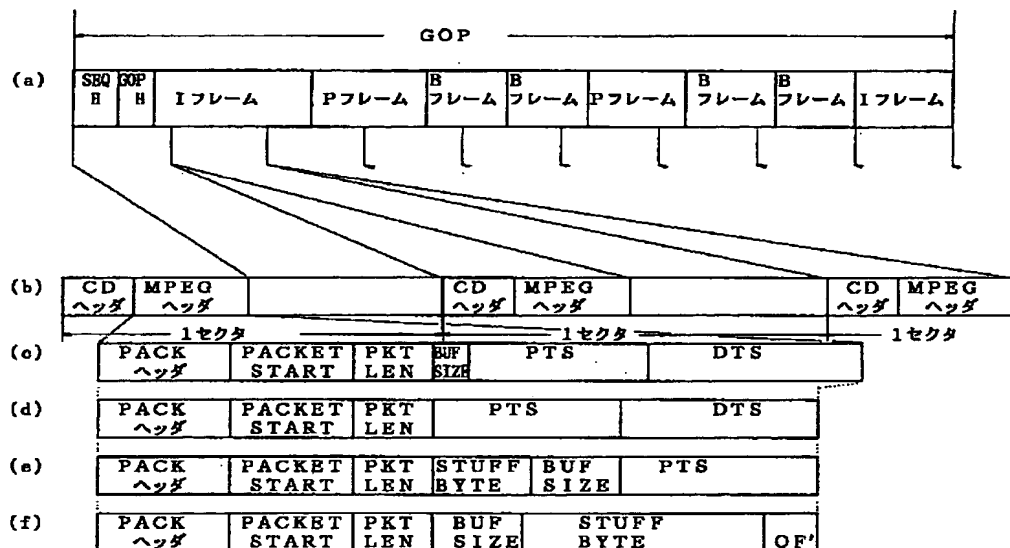 GOP
(a) SEQ H GOP H Iフレーム Pフレーム B フレーム B フレーム Pフレーム B フレーム B フレーム Iフレーム
(b) CD ヘッダ MPEG ヘッダ CD ヘッダ MPEG ヘッダ CD ヘッダ MPEG ヘッダ
1セクタ 1セクタ 1セクタ
(c) PACK ヘッダ PACKET START PKT LEN BUF SIZE PTS DTS
(d) PACK ヘッダ PACKET START PKT LEN PTS DTS
(e) PACK ヘッダ PACKET START PKT LEN STUFF BYTE BUF SIZE PTS
(f) PACK ヘッダ PACKET START PKT LEN BUF SIZE STUFF BYTE OF'